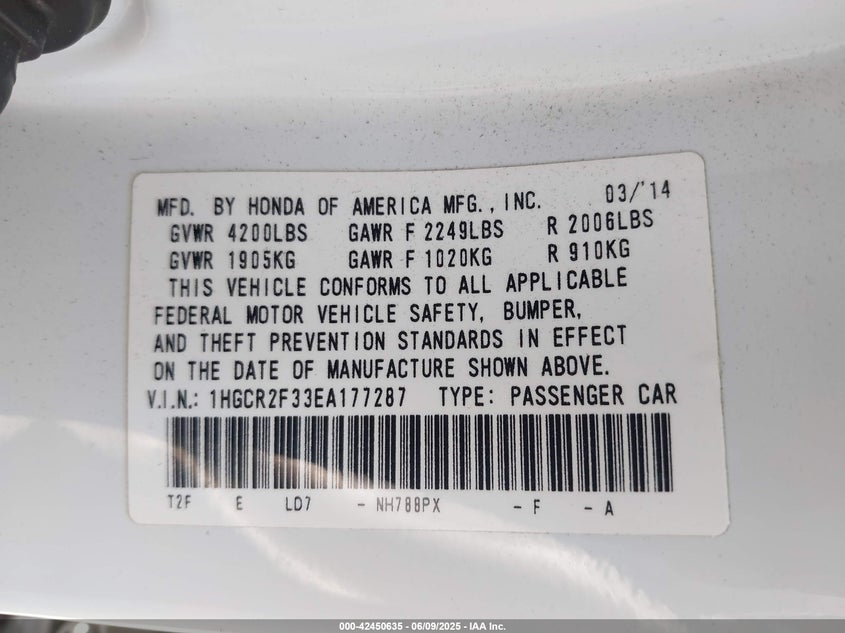 MFD. BY HONDA OF AMERICA MFG., INC. 03/'14
GVWR 4200LBS GAWR F 2249LBS R 2006LBS
GVWR 1905KG GAWR F 1020KG R 910KG
THIS VEHICLE CONFORMS TO ALL APPLICABLE
FEDERAL MOTOR VEHICLE SAFETY, BUMPER,
AND THEFT PREVENTION STANDARDS IN EFFECT
ON THE DATE OF MANUFACTURE SHOWN ABOVE.
V.I.N.: 1HGCR2F33EA177287 TYPE: PASSENGER CAR
T2F E LD7 - NH788PX - F - A
000-42450635 - 06/09/2025 - IAA Inc.